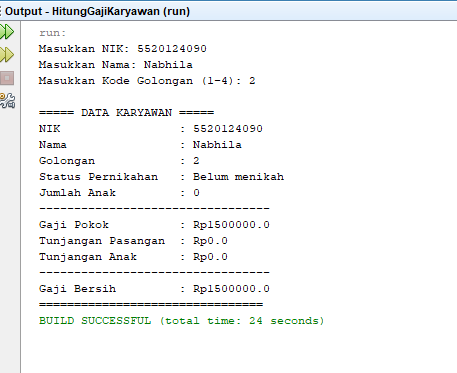 Output - HitungGajiKaryawan (run)
run:
Masukkan NIK: 5520124090
Masukkan Nama: Nabhila
Masukkan Kode Golongan (1-4): 2
===== DATA KARYAWAN =====
NIK : 5520124090
Nama : Nabhila
Golongan : 2
Status Pernikahan : Belum menikah
Jumlah Anak : 0
---------------------------------
Gaji Pokok : Rp1500000.0
Tunjangan Pasangan : Rp0.0
Tunjangan Anak : Rp0.0
---------------------------------
Gaji Bersih : Rp1500000.0
================================
BUILD SUCCESSFUL (total time: 24 seconds)